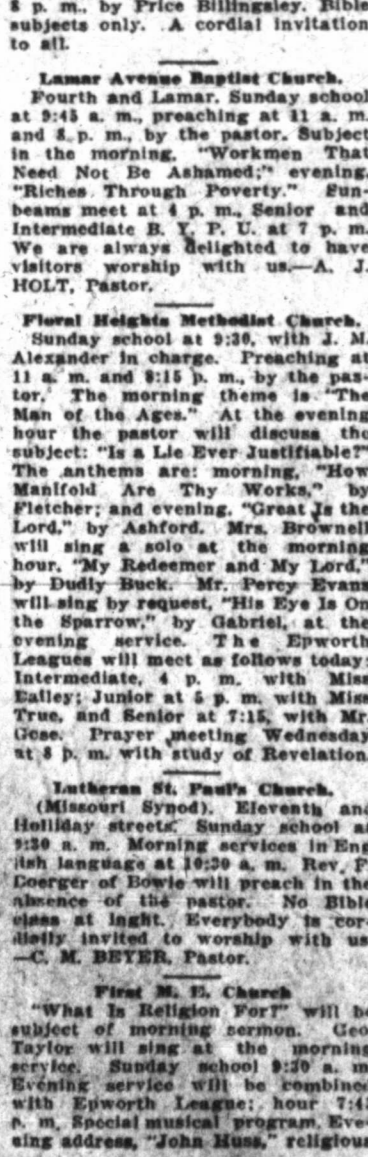 8 p. m., by Price Billingsley. Bible
subjects only. A cordial invitation
to all.
Lamar Avenue Baptist Church.
Fourth and Lamar. Sunday school
at 9:45 a. m., preaching at 11 a. m.
and 8 p. m., by the pastor. Subject
in the morning, "Workmen That
Need Not Be Ashamed;" evening,
"Riches Through Poverty." Sun-
beams meet at 4 p. m., Senior and
Intermediate B. Y. P. U. at 7 p. m.
We are always delighted to have
visitors worship with us.—A. J.
HOLT, Pastor.
Floral Heights Methodist Church.
Sunday school at 9:30, with J. M.
Alexander in charge. Preaching at
11 a. m. and 8:15 p. m., by the pas-
tor. The morning theme is "The
Man of the Ages." At the evening
hour the pastor will discuss the
subject: "Is a Lie Ever Justifiable?"
The anthems are: morning, "How
Manifold Are Thy Works," by
Fletcher; and evening, "Great Is the
Lord," by Ashford. Mrs. Brownell
will sing a solo at the morning
hour, "My Redeemer and My Lord,"
by Dudly Buck. Mr. Percy Evans
will sing by request, "His Eye Is On
the Sparrow," by Gabriel, at the
evening service. The Epworth
Leagues will meet as follows today:
Intermediate, 4 p. m. with Miss
Bailey; Junior at 5 p. m. with Miss
True, and Senior at 7:15, with Mr.
Gose. Prayer meeting Wednesday
at 8 p. m. with study of Revelation.
Lutheran St. Paul's Church.
(Missouri Synod). Eleventh and
Holliday streets. Sunday school at
9:30 a. m. Morning services in Eng
lish language at 10:30 a. m. Rev. F
Doerger of Bowie will preach in the
absence of the pastor. No Bible
class at inght. Everybody is cor-
dially invited to worship with us
—C. M. BEYER, Pastor.
First M. E. Church
"What Is Religion For?" will be
subject of morning sermon. Geo
Taylor will sing at the morning
service. Sunday school 9:30 a. m
Evening service will be combined
with Epworth League; hour 7:45
p. m. Special musical program. Eve-
ning address, "John Huss," religious